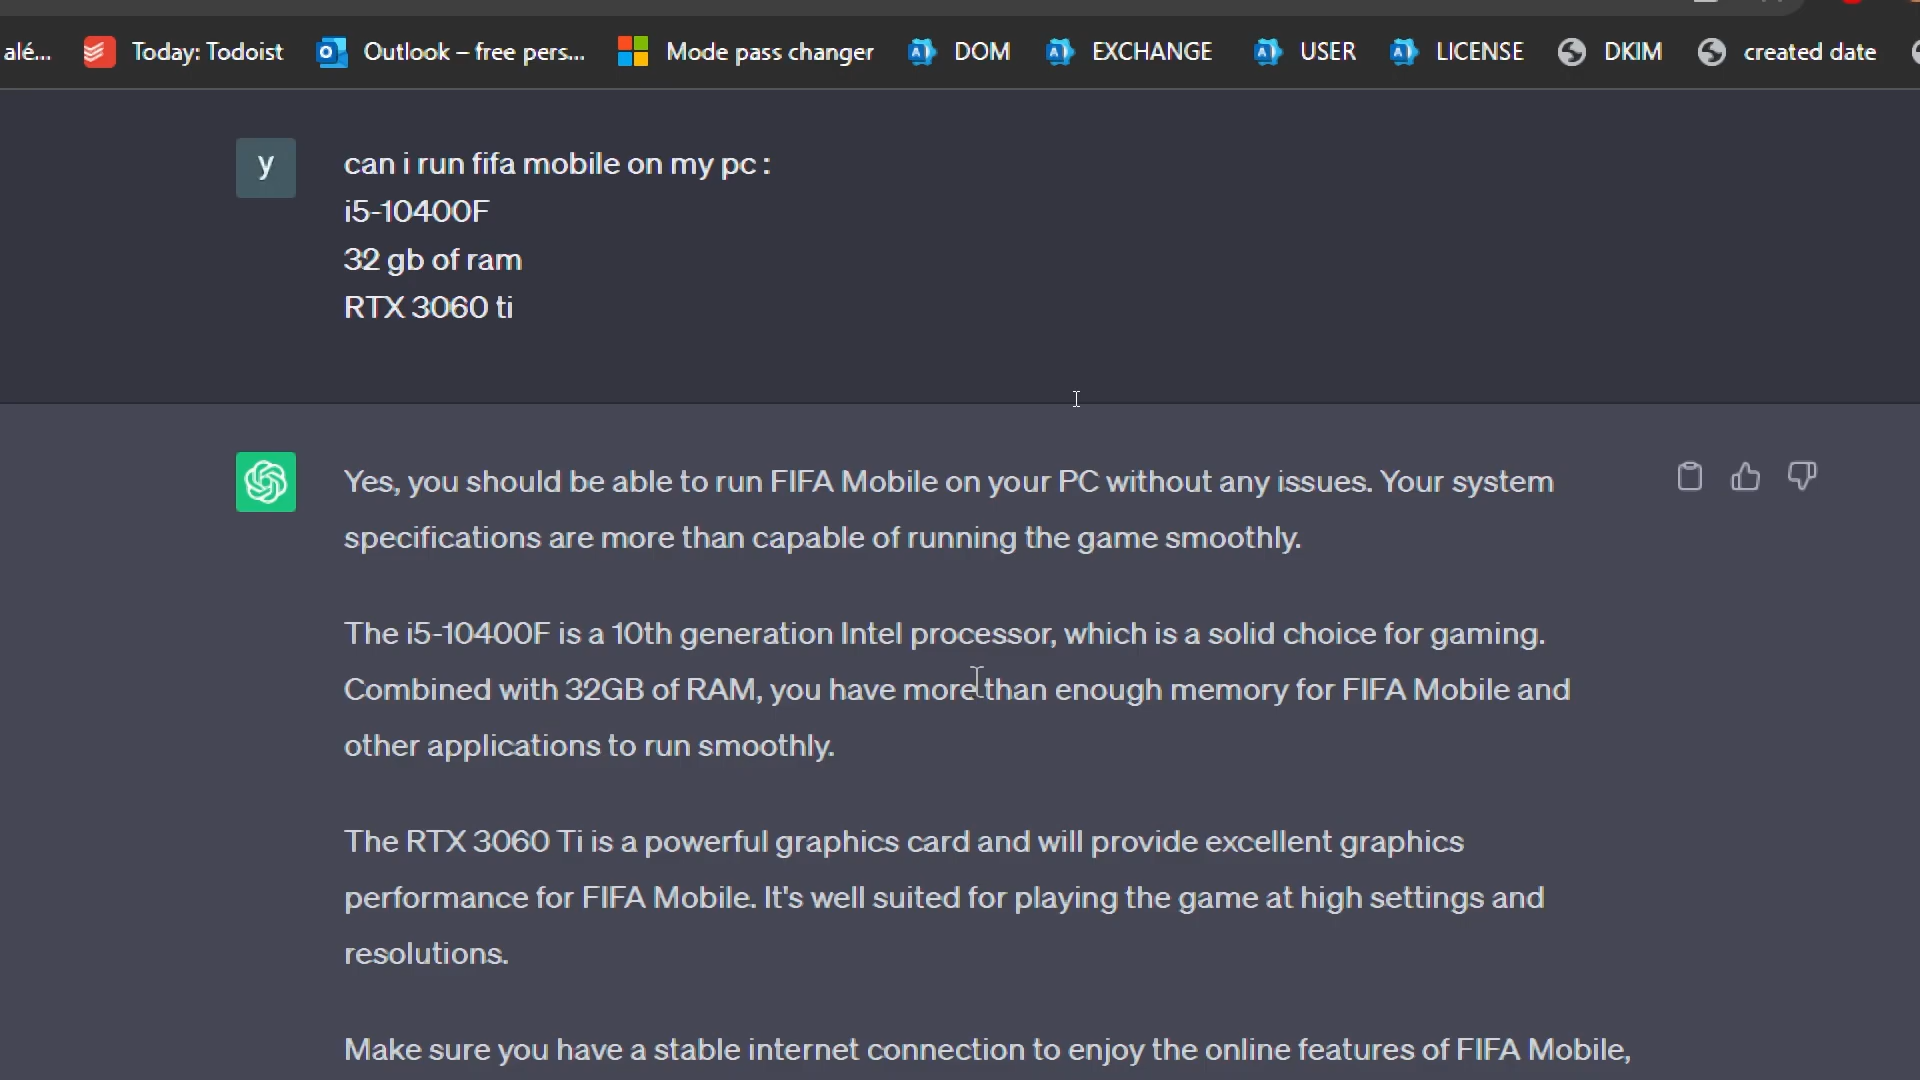 alé... Today: Todoist Outlook – free pers... Mode pass changer DOM EXCHANGE USER LICENSE DKIM created date
y
can i run fifa mobile on my pc :
i5-10400F
32 gb of ram
RTX 3060 ti
Yes, you should be able to run FIFA Mobile on your PC without any issues. Your system
specifications are more than capable of running the game smoothly.
The i5-10400F is a 10th generation Intel processor, which is a solid choice for gaming.
Combined with 32GB of RAM, you have more than enough memory for FIFA Mobile and
other applications to run smoothly.
The RTX 3060 Ti is a powerful graphics card and will provide excellent graphics
performance for FIFA Mobile. It's well suited for playing the game at high settings and
resolutions.
Make sure you have a stable internet connection to enjoy the online features of FIFA Mobile,